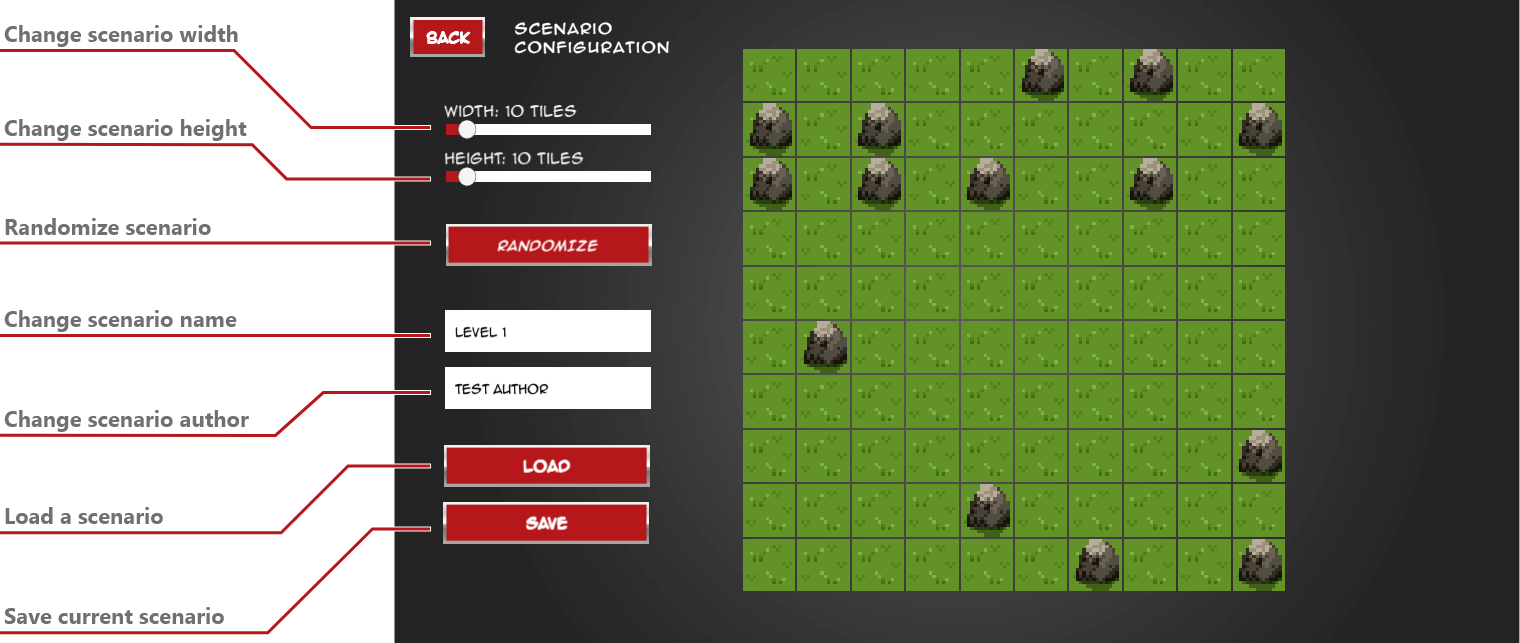 Change scenario width
Change scenario height
Randomize scenario
Change scenario name
Change scenario author
Load a scenario
Save current scenario
BACK
SCENARIO
CONFIGURATION
WIDTH: 10 TILES
HEIGHT: 10 TILES
RANDOMIZE
LEVEL 1
TEST AUTHOR
LOAD
SAVE